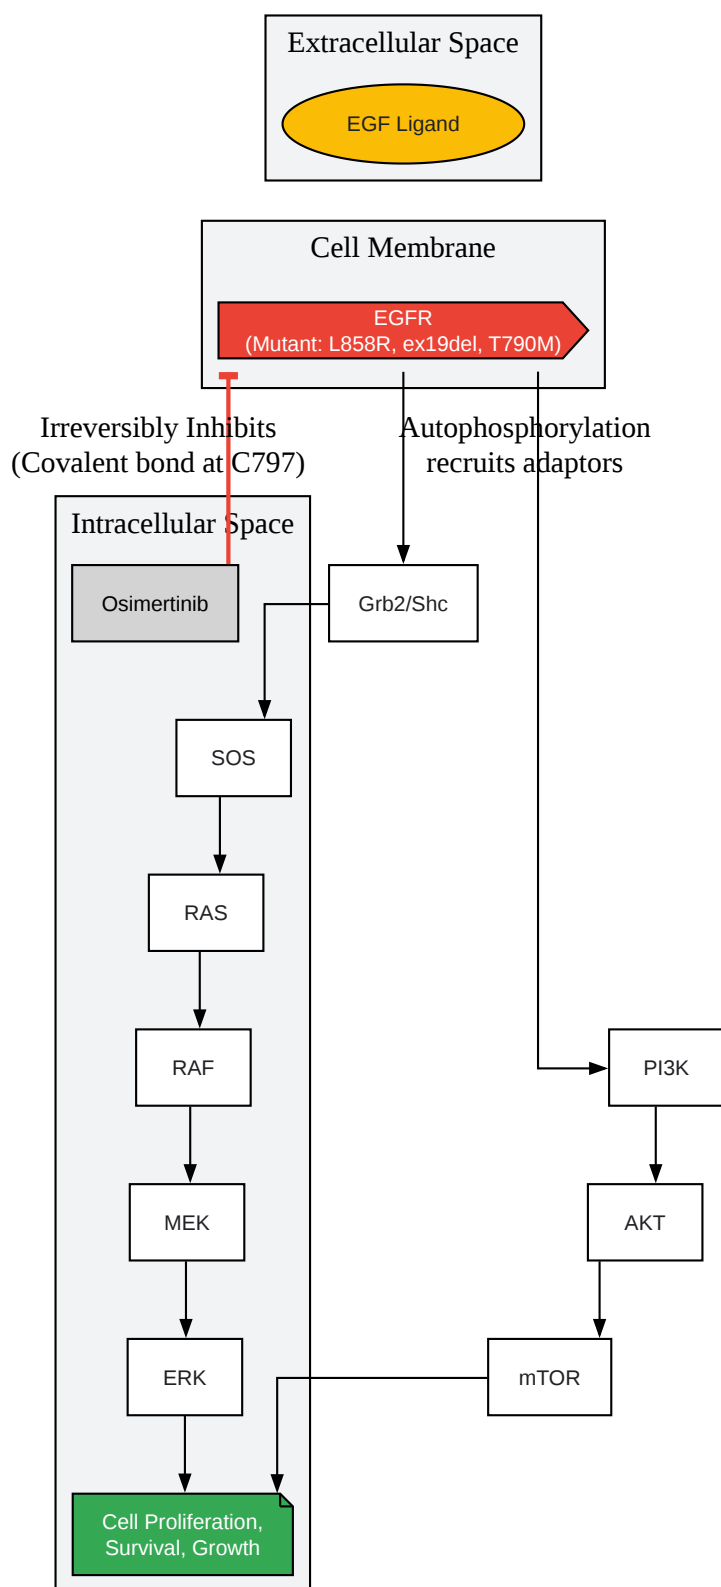 Extracellular Space
EGF Ligand
Cell Membrane
EGFR
(Mutant: L858R, ex19del, T790M)
Irreversibly Inhibits
(Covalent bond at C797)
Autophosphorylation
recruits adaptors
Intracellular Space
Osimertinib
Grb2/Shc
SOS
RAS
RAF
PI3K
MEK
AKT
ERK
mTOR
Cell Proliferation,
Survival, Growth